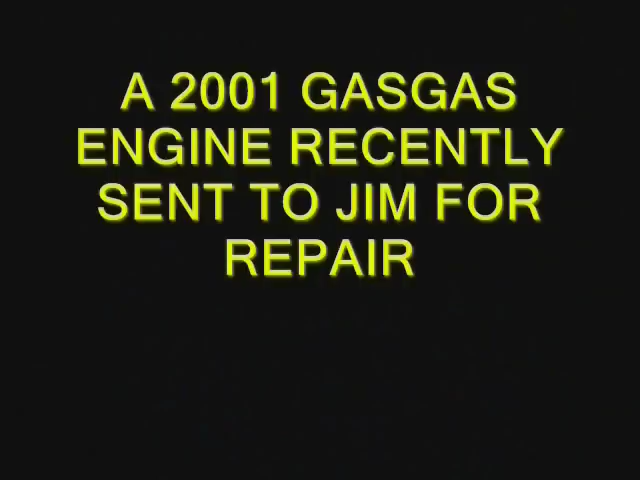 A 2001 GASGAS
ENGINE RECENTLY
SENT TO JIM FOR
REPAIR